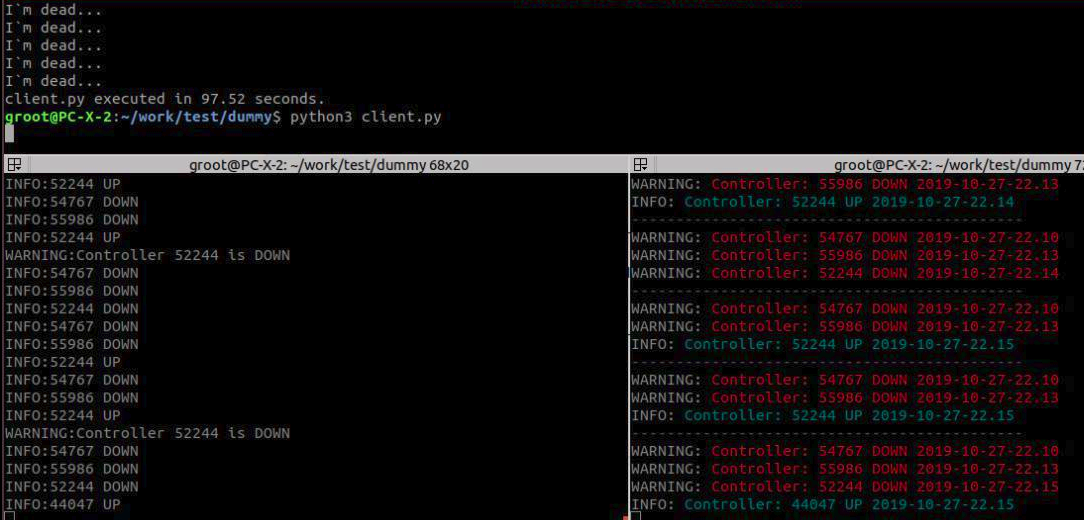 I`m dead...
I`m dead...
I`m dead...
I`m dead...
I`m dead...
client.py executed in 97.52 seconds.
groot@PC-X-2:~/work/test/dummy$ python3 client.py
groot@PC-X-2: ~/work/test/dummy 68x20
INFO:52244 UP
INFO:54767 DOWN
INFO:55986 DOWN
INFO:52244 UP
WARNING:Controller 52244 is DOWN
INFO:54767 DOWN
INFO:55986 DOWN
INFO:52244 DOWN
INFO:54767 DOWN
INFO:55986 DOWN
INFO:52244 UP
INFO:54767 DOWN
INFO:55986 DOWN
INFO:52244 UP
WARNING:Controller 52244 is DOWN
INFO:54767 DOWN
INFO:55986 DOWN
INFO:52244 DOWN
INFO:44047 UP
groot@PC-X-2: ~/work/test/dummy
WARNING: Controller: 55986 DOWN 2019-10-27-22.13
INFO: Controller: 52244 UP 2019-10-27-22.14
---------------------------------------------
WARNING: Controller: 54767 DOWN 2019-10-27-22.10
WARNING: Controller: 55986 DOWN 2019-10-27-22.13
WARNING: Controller: 52244 DOWN 2019-10-27-22.14
---------------------------------------------
WARNING: Controller: 54767 DOWN 2019-10-27-22.10
WARNING: Controller: 55986 DOWN 2019-10-27-22.13
INFO: Controller: 52244 UP 2019-10-27-22.15
---------------------------------------------
WARNING: Controller: 54767 DOWN 2019-10-27-22.10
WARNING: Controller: 55986 DOWN 2019-10-27-22.13
INFO: Controller: 52244 UP 2019-10-27-22.15
---------------------------------------------
WARNING: Controller: 54767 DOWN 2019-10-27-22.10
WARNING: Controller: 55986 DOWN 2019-10-27-22.13
WARNING: Controller: 52244 DOWN 2019-10-27-22.15
INFO: Controller: 44047 UP 2019-10-27-22.15